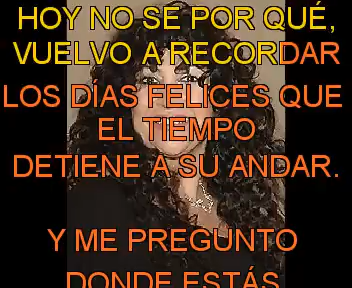 HOY NO SE POR QUÉ,
VUELVO A RECORDAR
LOS DÍAS FELICES QUE
EL TIEMPO
DETIENE A SU ANDAR.
Y ME PREGUNTO
DONDE ESTÁS